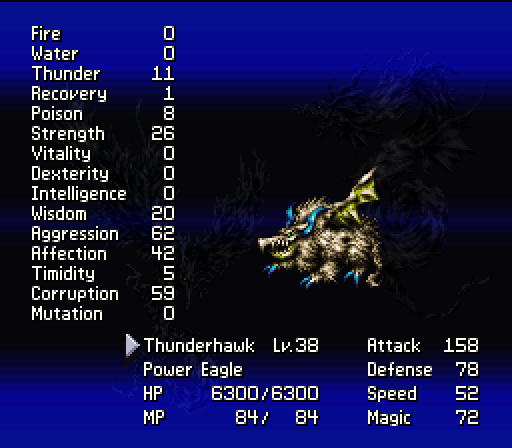 Fire 0
Water 0
Thunder 11
Recovery 1
Poison 8
Strength 26
Vitality 0
Dexterity 0
Intelligence 0
Wisdom 20
Aggression 62
Affection 42
Timidity 5
Corruption 59
Mutation 0
Thunderhawk Lv.38 Attack 158
Power Eagle Defense 78
HP 6300/6300 Speed 52
MP 84/ 84 Magic 72